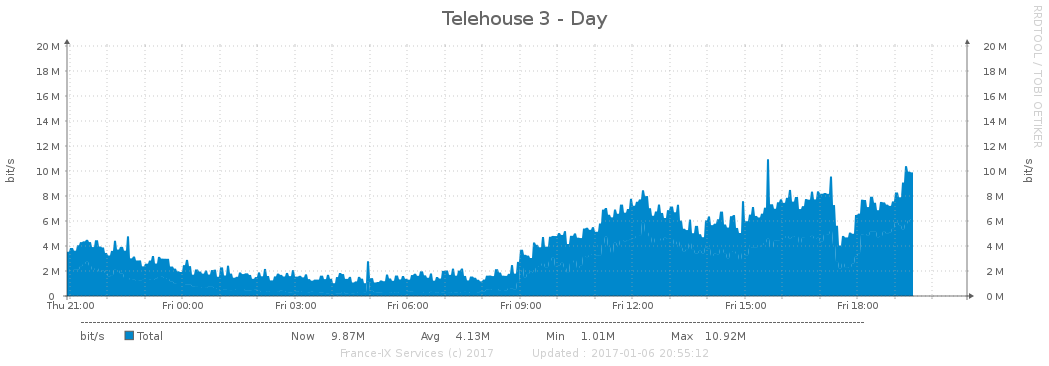 Telehouse 3 - Day
RRDTOOL / TOBI OETIKER
bit/s
bit/s
20 M 20 M
18 M 18 M
16 M 16 M
14 M 14 M
12 M 12 M
10 M 10 M
8 M 8 M
6 M 6 M
4 M 4 M
2 M 2 M
0 0 M
Thu 21:00 Fri 00:00 Fri 03:00 Fri 06:00 Fri 09:00 Fri 12:00 Fri 15:00 Fri 18:00
bit/s Total Now 9.87M Avg 4.13M Min 1.01M Max 10.92M
France-IX Services (c) 2017 Updated : 2017-01-06 20:55:12